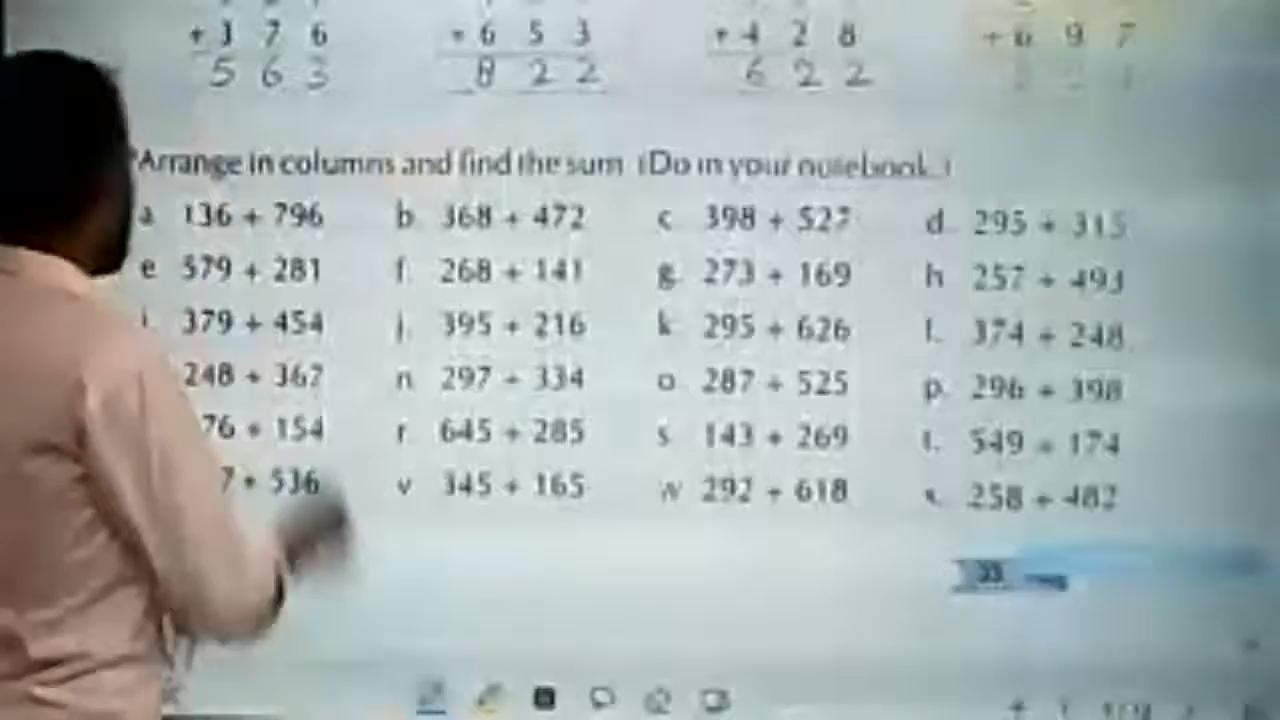 + 1 7 6 + 6 5 3 + 4 2 8 + 6 9 7
5 6 3 8 2 2 6 2 2
Arrange in columns and find the sum (Do in your notebook.)
a 136 + 796 b 368 + 472 c 398 + 527 d 295 + 315
e 579 + 281 f. 268 + 141 g. 273 + 169 h 257 + 493
i. 379 + 454 j. 395 + 216 k 295 + 626 l. 374 + 248
248 + 367 n 297 + 334 o 287 + 525 p. 296 + 398
76 + 154 r 645 + 285 s 143 + 269 t. 549 + 174
7 + 536 v 345 + 165 w 292 + 618 x. 258 + 482
33